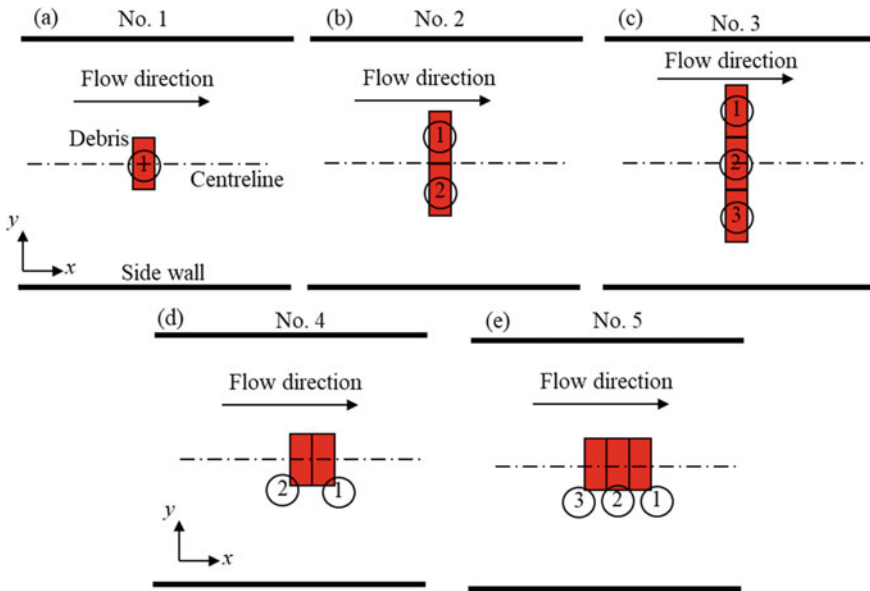 (a) No. 1
Flow direction
Debris
1
Centreline
y
x
Side wall
(b) No. 2
Flow direction
1
2
(c) No. 3
Flow direction
1
2
3
(d) No. 4
Flow direction
2 1
y
x
(e) No. 5
Flow direction
3 2 1